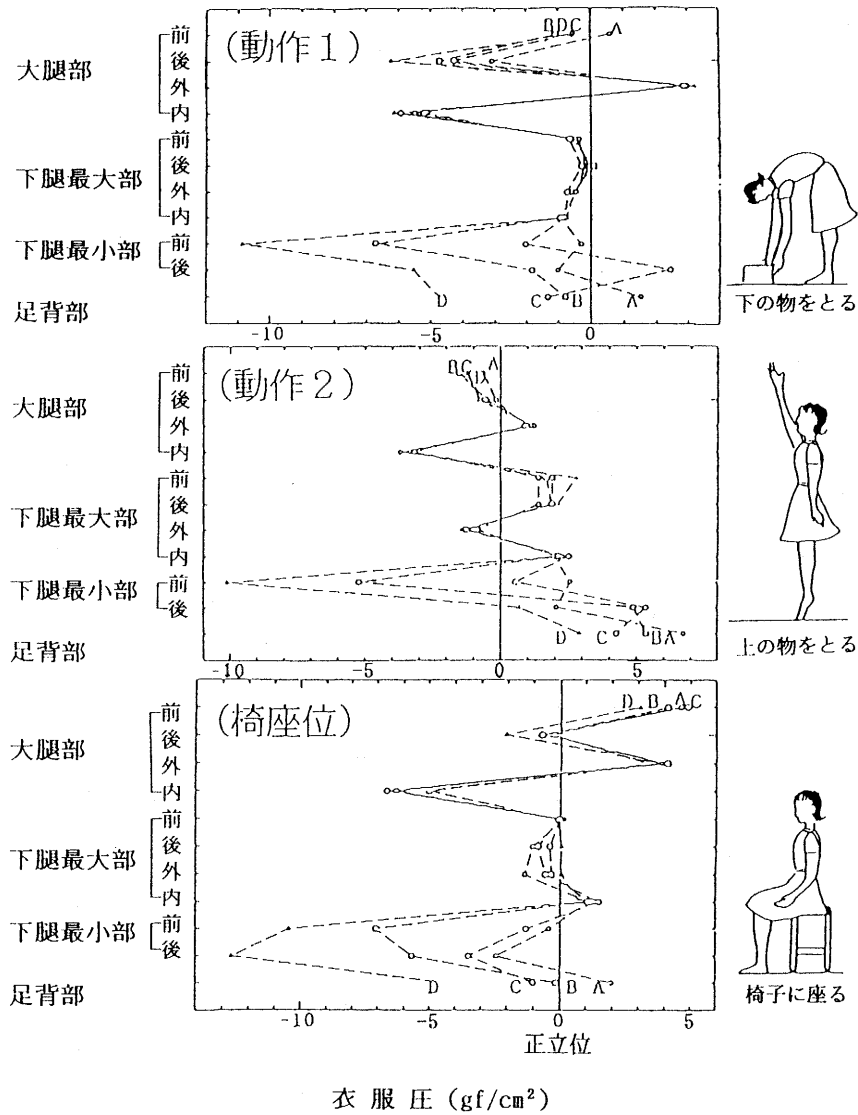 (動作1)
大腿部
前
後
外
内
下腿最大部
前
後
外
内
下腿最小部
前
後
足背部
B D C A
D C B A
-10 -5 0
下の物をとる
(動作2)
大腿部
前
後
外
内
下腿最大部
前
後
外
内
下腿最小部
前
後
足背部
A
D C B A
-10 -5 0 5
上の物をとる
(椅座位)
大腿部
前
後
外
内
下腿最大部
前
後
外
内
下腿最小部
前
後
足背部
D B A C
D C B A
-10 -5 0 5
正立位
椅子に座る
衣服圧 (gf/cm²)